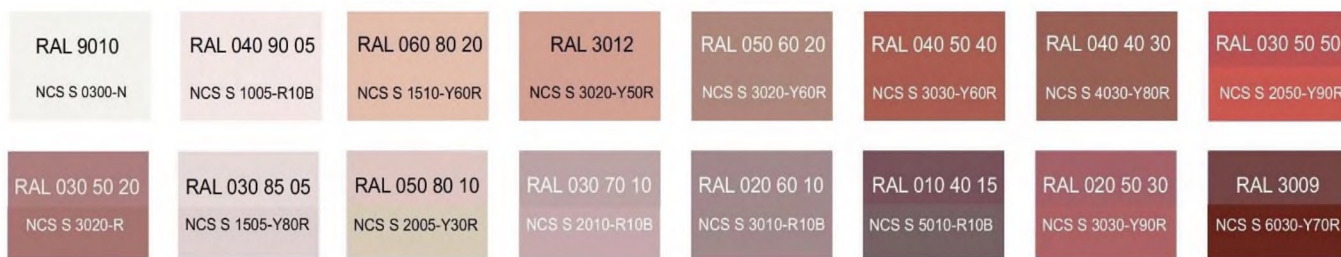 RAL 9010
NCS S 0300-N
RAL 040 90 05
NCS S 1005-R10B
RAL 060 80 20
NCS S 1510-Y60R
RAL 3012
NCS S 3020-Y50R
RAL 050 60 20
NCS S 3020-Y60R
RAL 040 50 40
NCS S 3030-Y60R
RAL 040 40 30
NCS S 4030-Y80R
RAL 030 50 50
NCS S 2050-Y90R
RAL 030 50 20
NCS S 3020-R
RAL 030 85 05
NCS S 1505-Y80R
RAL 050 80 10
NCS S 2005-Y30R
RAL 030 70 10
NCS S 2010-R10B
RAL 020 60 10
NCS S 3010-R10B
RAL 010 40 15
NCS S 5010-R10B
RAL 020 50 30
NCS S 3030-Y90R
RAL 3009
NCS S 6030-Y70R